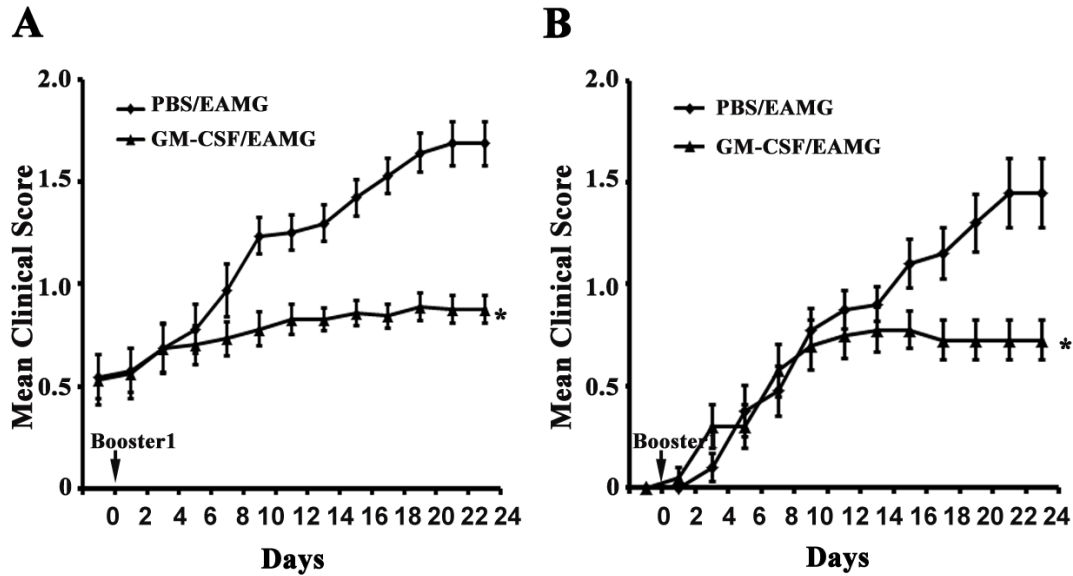 A
Mean Clinical Score
2.0
1.5
1.0
0.5
0
PBS/EAMG
GM-CSF/EAMG
*
Booster1
0 2 4 6 8 10 12 14 16 18 20 22 24
Days
B
Mean Clinical Score
2.0
1.5
1.0
0.5
0
PBS/EAMG
GM-CSF/EAMG
*
Booster
0 2 4 6 8 10 12 14 16 18 20 22 24
Days